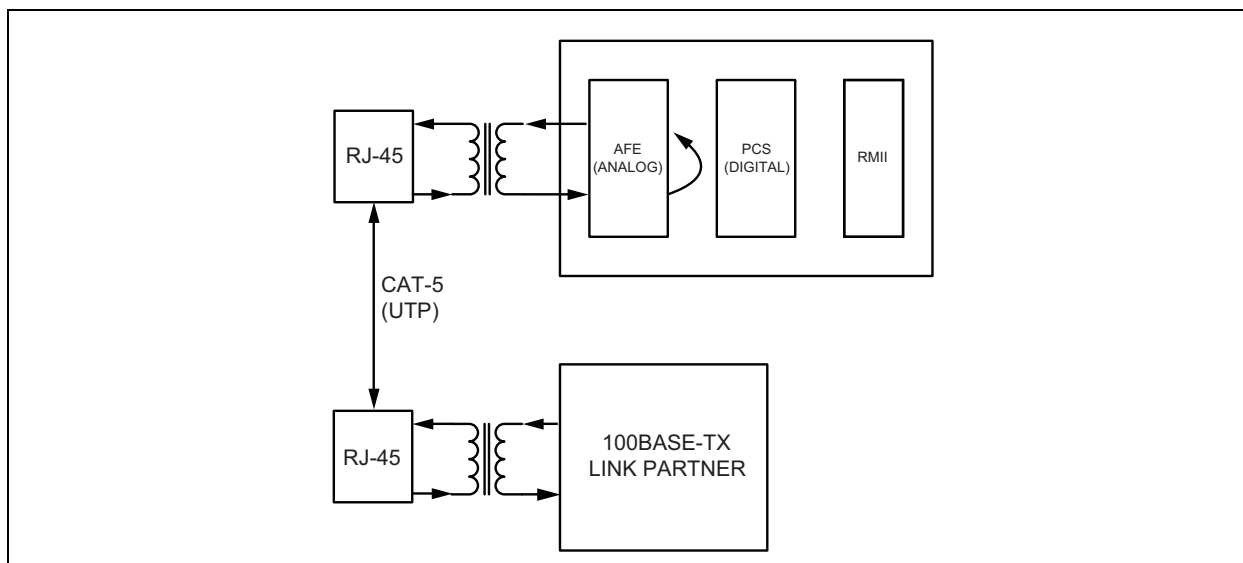 RJ-45
AFE
(ANALOG)
PCS
(DIGITAL)
RMII
CAT-5
(UTP)
RJ-45
100BASE-TX
LINK PARTNER